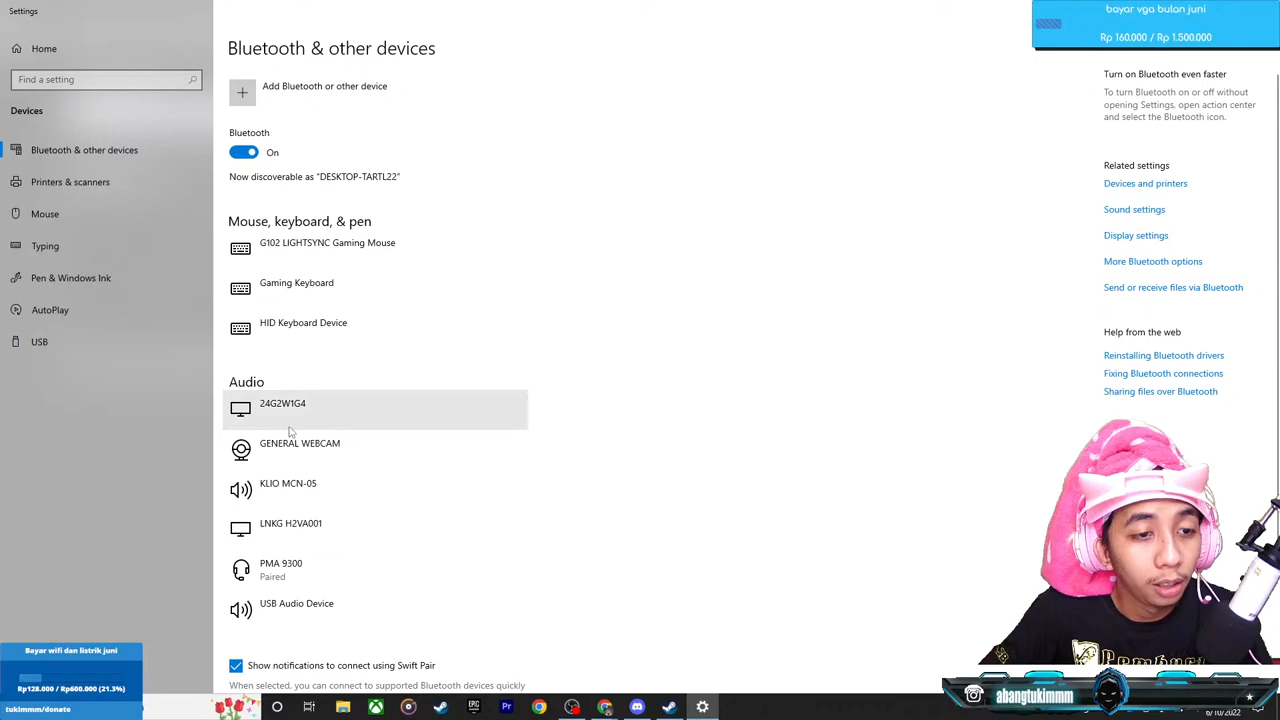 Settings
Home
Find a setting
Devices
Bluetooth & other devices
Printers & scanners
Mouse
Typing
Pen & Windows Ink
AutoPlay
USB
Bluetooth & other devices
Add Bluetooth or other device
Bluetooth
On
Now discoverable as "DESKTOP-TARTL22"
Mouse, keyboard, & pen
G102 LIGHTSYNC Gaming Mouse
Gaming Keyboard
HID Keyboard Device
Audio
24G2W1G4
GENERAL WEBCAM
KLIO MCN-05
LNKG H2VA001
PMA 9300
Paired
USB Audio Device
Show notifications to connect using Swift Pair
When selected, you can connect to supported Bluetooth devices quickly
bayar vga bulan juni
Rp 160.000 / Rp 1.500.000
Turn on Bluetooth even faster
To turn Bluetooth on or off without
opening Settings, open action center
and select the Bluetooth icon.
Related settings
Devices and printers
Sound settings
Display settings
More Bluetooth options
Send or receive files via Bluetooth
Help from the web
Reinstalling Bluetooth drivers
Fixing Bluetooth connections
Sharing files over Bluetooth
Bayar wifi dan listrik juni
Rp128.000 / Rp600.000 (21.3%)
tukimmm/donate
EPIC
Pr
abangtukimmm
6/10/2022